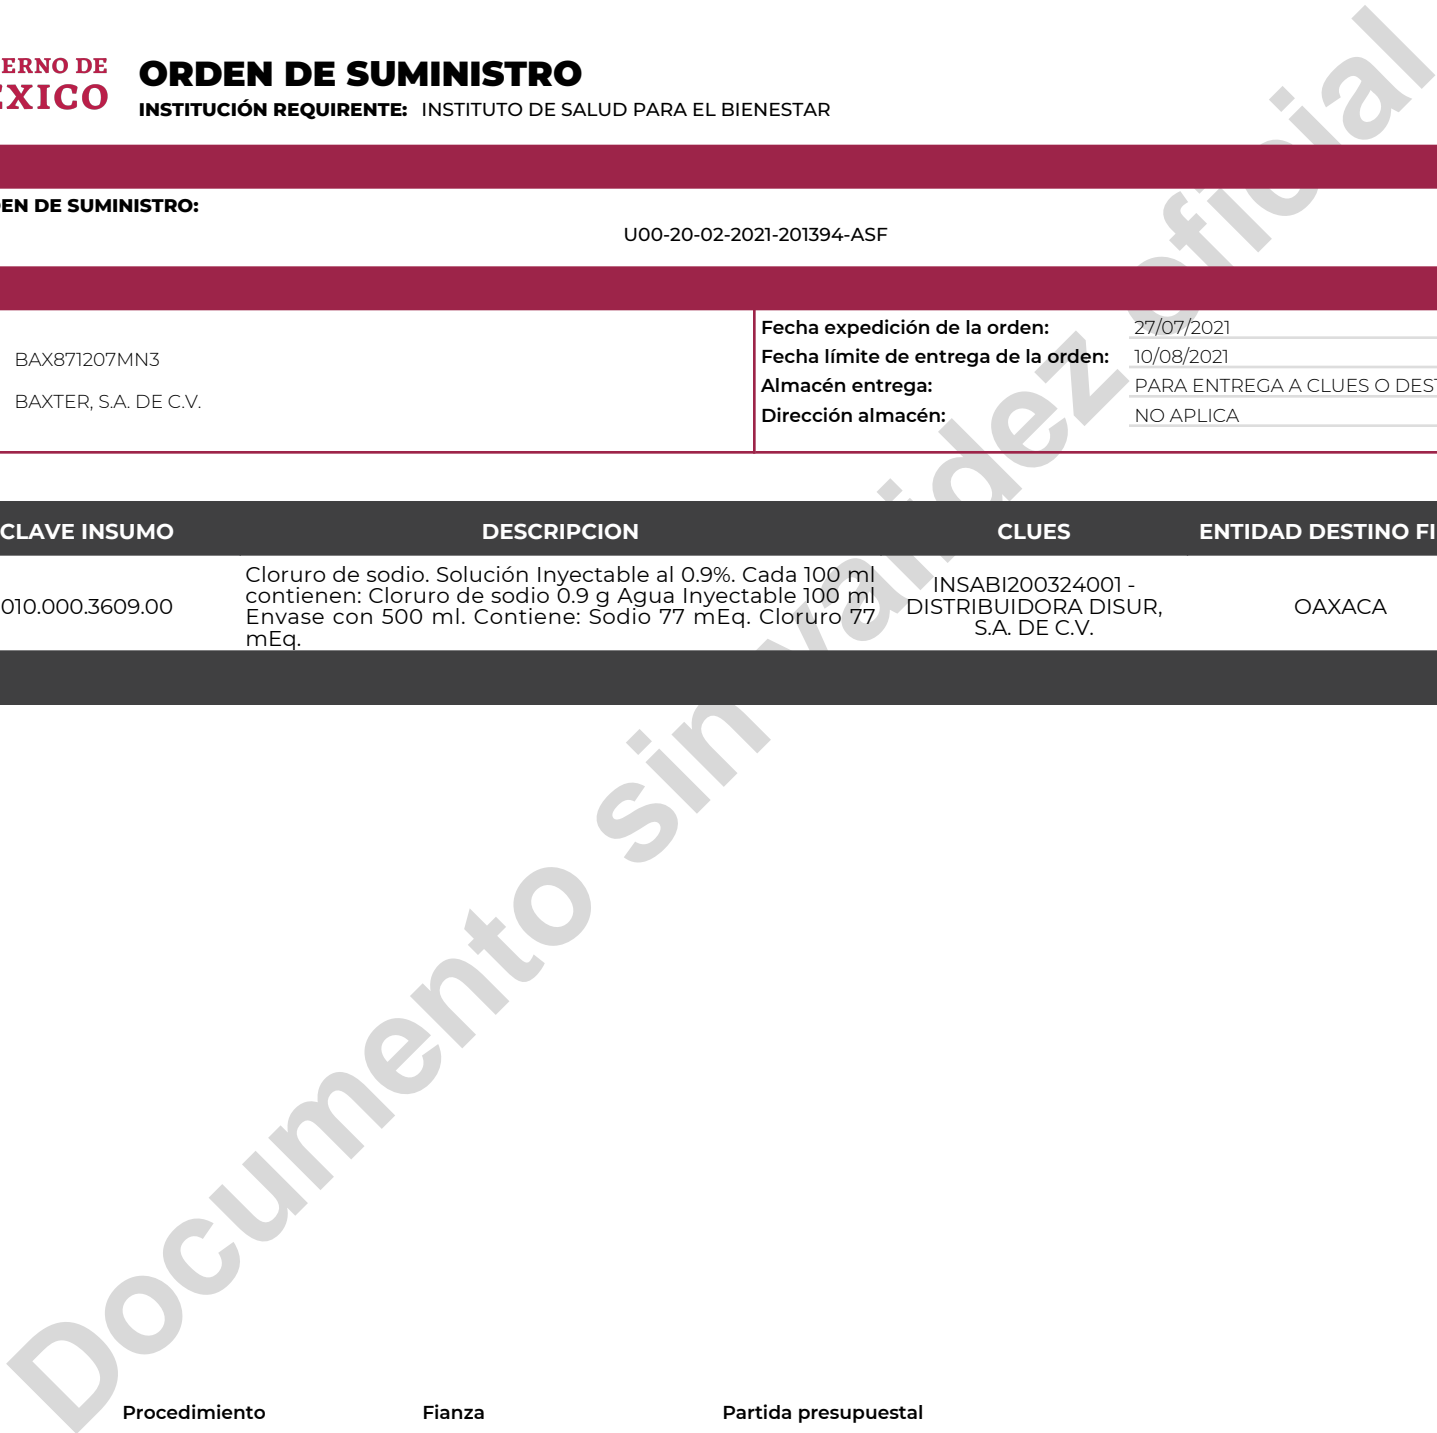 ERNO DE
EXICO
ORDEN DE SUMINISTRO
INSTITUCIÓN REQUIRENTE: INSTITUTO DE SALUD PARA EL BIENESTAR
EN DE SUMINISTRO:
U00-20-02-2021-201394-ASF
BAX871207MN3
BAXTER, S.A. DE C.V.
Fecha expedición de la orden: 27/07/2021
Fecha límite de entrega de la orden: 10/08/2021
Almacén entrega: PARA ENTREGA A CLUES O DEST
Dirección almacén: NO APLICA
CLAVE INSUMO DESCRIPCION CLUES ENTIDAD DESTINO FI
010.000.3609.00
Cloruro de sodio. Solución Inyectable al 0.9%. Cada 100 ml
contienen: Cloruro de sodio 0.9 g Agua Inyectable 100 ml
Envase con 500 ml. Contiene: Sodio 77 mEq. Cloruro 77
mEq.
INSABI200324001 -
DISTRIBUIDORA DISUR,
S.A. DE C.V.
OAXACA
Documento sin validez oficial
Procedimiento Fianza Partida presupuestal